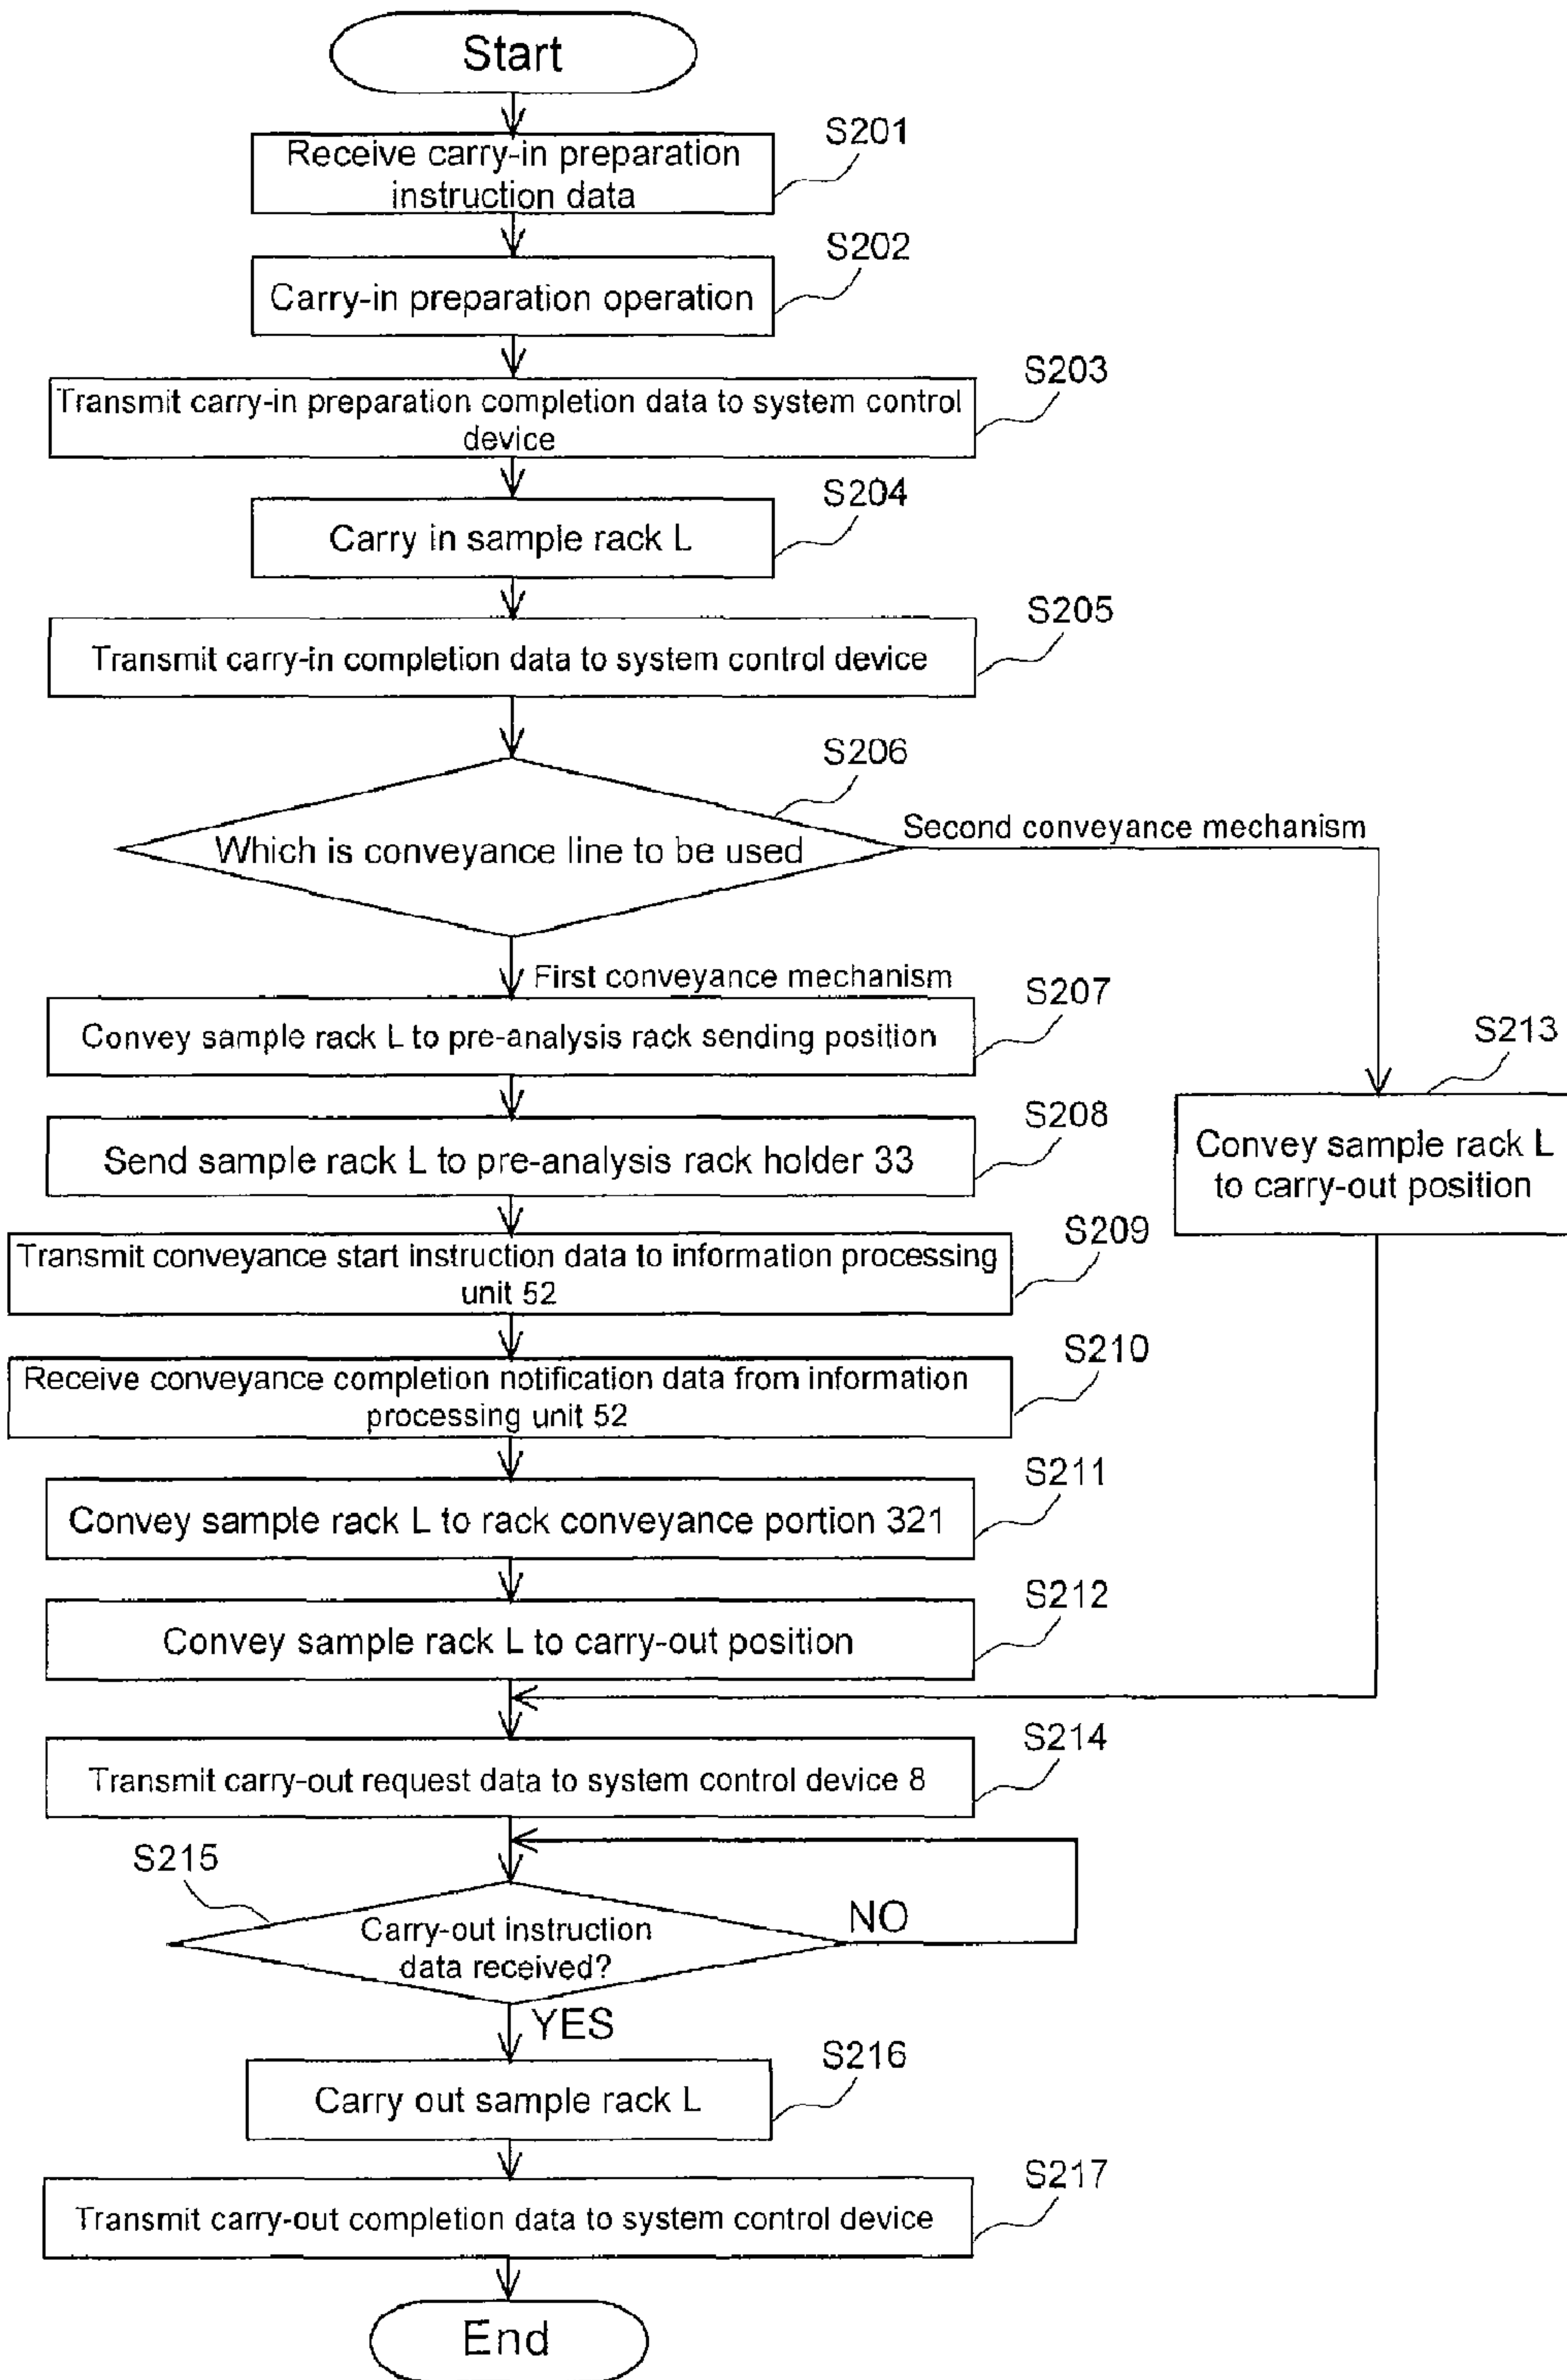 Start
S201
Receive carry-in preparation
instruction data
S202
Carry-in preparation operation
S203
Transmit carry-in preparation completion data to system control
device
S204
Carry in sample rack L
S205
Transmit carry-in completion data to system control device
S206
Which is conveyance line to be used
Second conveyance mechanism
First conveyance mechanism
S207
Convey sample rack L to pre-analysis rack sending position
S208
Send sample rack L to pre-analysis rack holder 33
S213
Convey sample rack L
to carry-out position
S209
Transmit conveyance start instruction data to information processing
unit 52
S210
Receive conveyance completion notification data from information
processing unit 52
S211
Convey sample rack L to rack conveyance portion 321
S212
Convey sample rack L to carry-out position
S214
Transmit carry-out request data to system control device 8
S215
Carry-out instruction
data received?
NO
YES
S216
Carry out sample rack L
S217
Transmit carry-out completion data to system control device
End